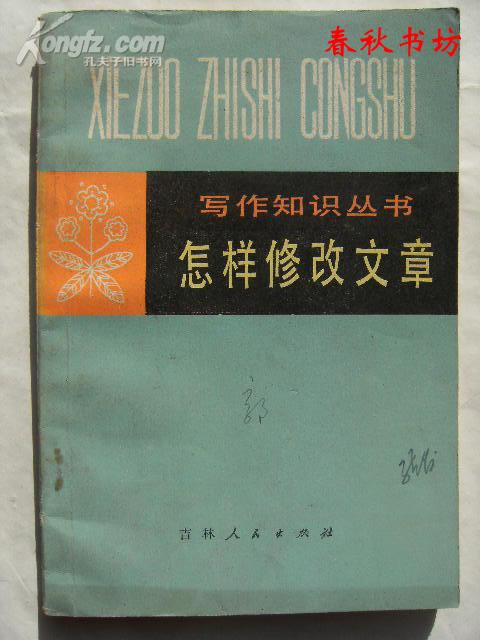 Kongfz.com
孔夫子旧书网
春秋书坊
XIEZUO ZHISHI CONGSHU
写作知识丛书
怎样修改文章
吉林人民出版社